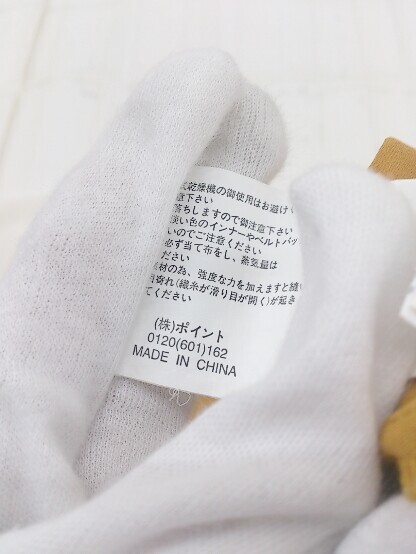 乾燥機の御使用はお避け
下さい
落ちしますので御注意下さい
淡い色のインナーやベルトバッ
いのでご注意ください
必ず当て布をし、蒸気量は
ださい
材の為、強度な力を加えますと縫い
(織糸が滑り目が開く)が起き
てください
(株)ポイント
0120(601)162
MADE IN CHINA